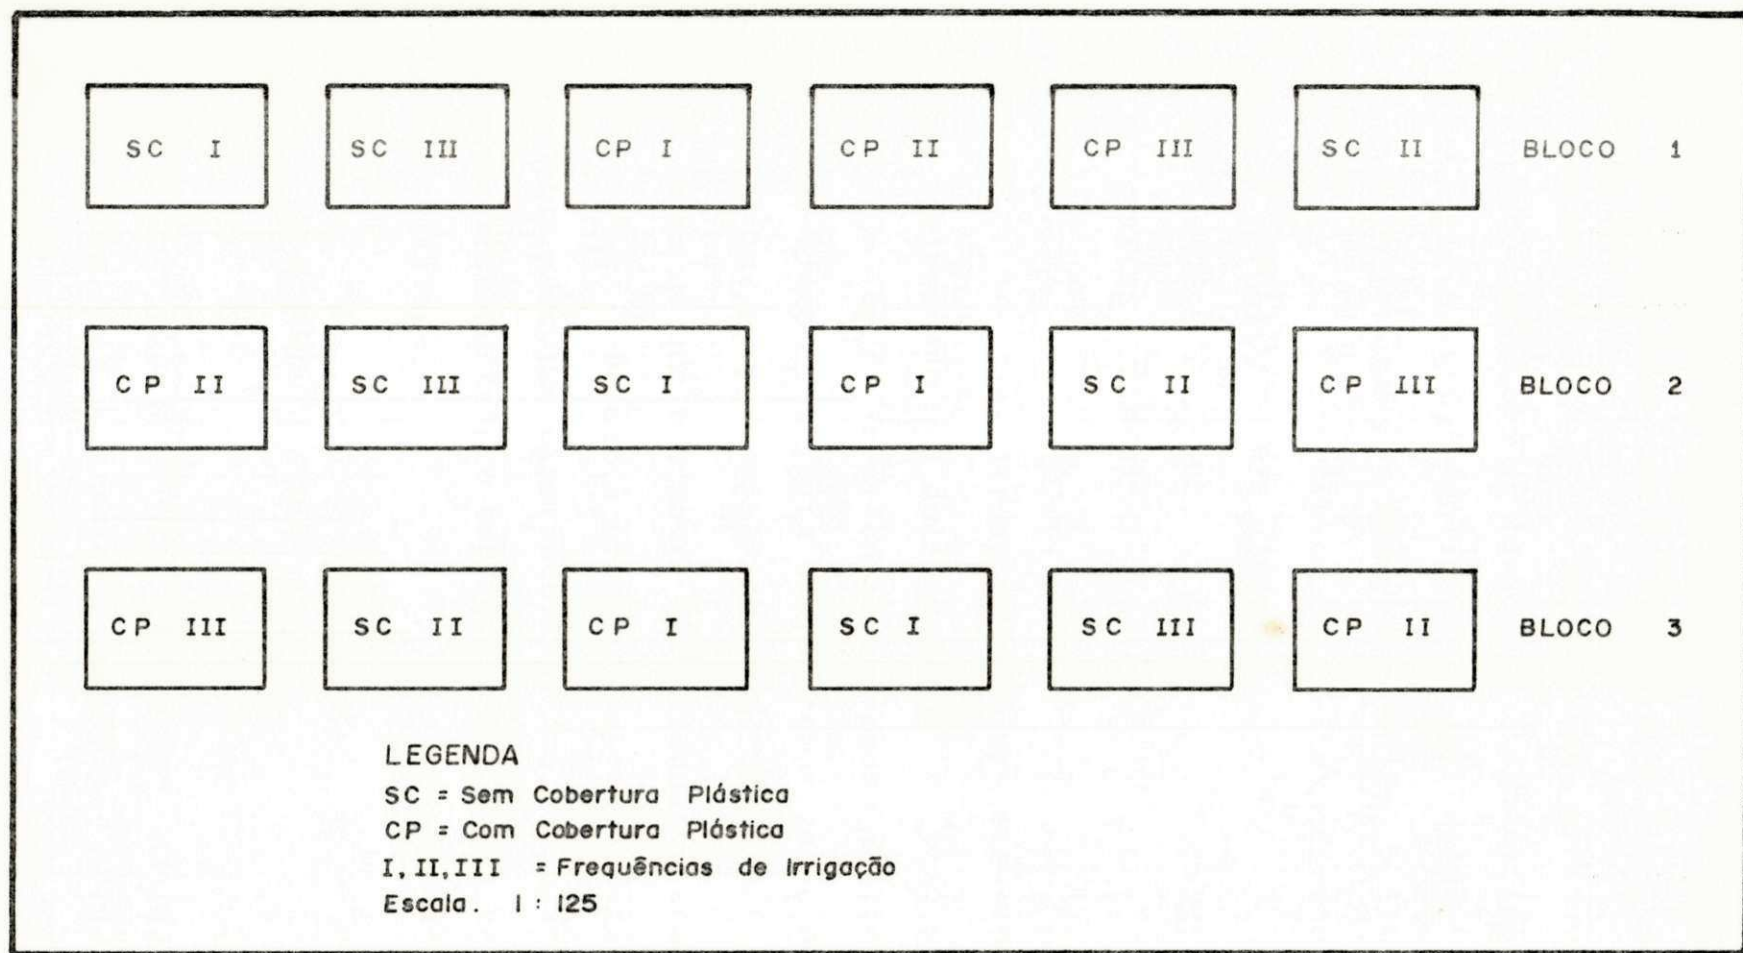 SC I SC III CP I CP II CP III SC II BLOCO 1
CP II SC III SC I CP I SC II CP III BLOCO 2
CP III SC II CP I SC I SC III CP II BLOCO 3
LEGENDA
SC = Sem Cobertura Plástica
CP = Com Cobertura Plástica
I, II, III = Frequências de Irrigação
Escala. 1 : 125